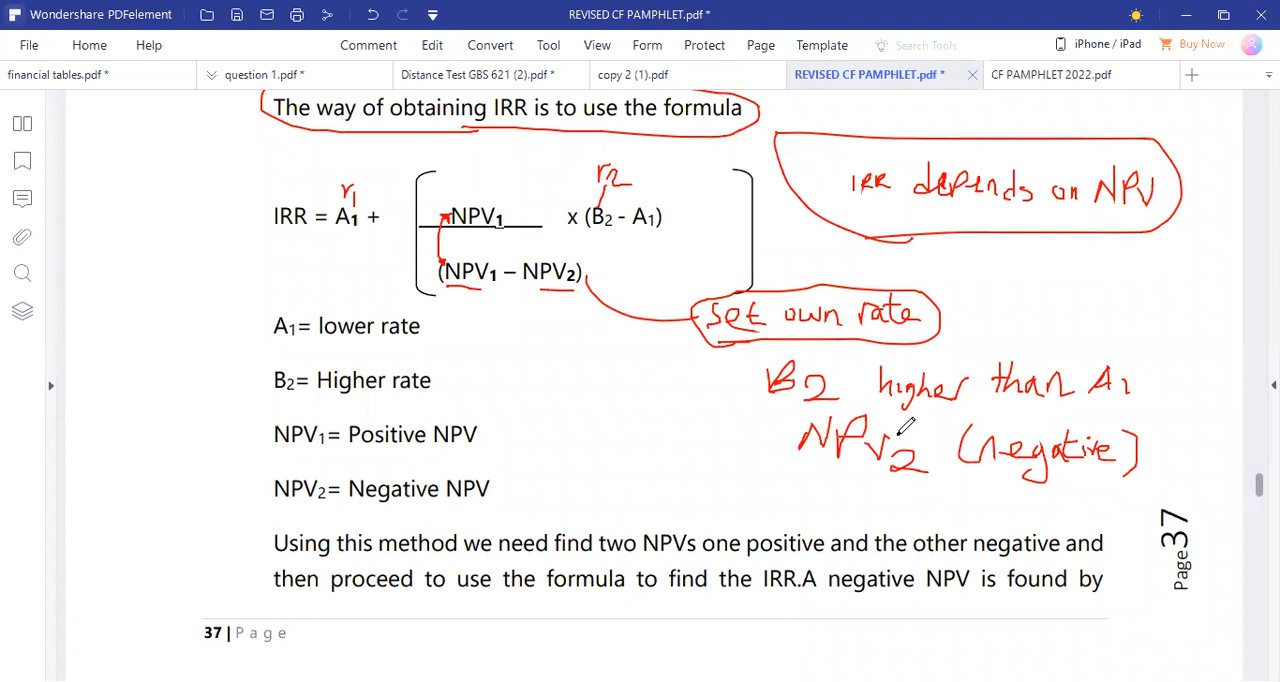 Wondershare PDFelement
REVISED CF PAMPHLET.pdf *
File Home Help Comment Edit Convert Tool View Form Protect Page Template Search Tools iPhone / iPad Buy Now
financial tables.pdf * question 1.pdf * Distance Test GBS 621 (2).pdf * copy 2 (1).pdf REVISED CF PAMPHLET.pdf * CF PAMPHLET 2022.pdf
The way of obtaining IRR is to use the formula
r1 r2
IRR depends on NPV
IRR = A1 + NPV1 x (B2 - A1)
(NPV1 – NPV2)
Set own rate
A1= lower rate
B2 higher than A1
B2= Higher rate
NPV1= Positive NPV
NPV2 (negative)
NPV2= Negative NPV
Using this method we need find two NPVs one positive and the other negative and
then proceed to use the formula to find the IRR.A negative NPV is found by
Page 37
37 | Page